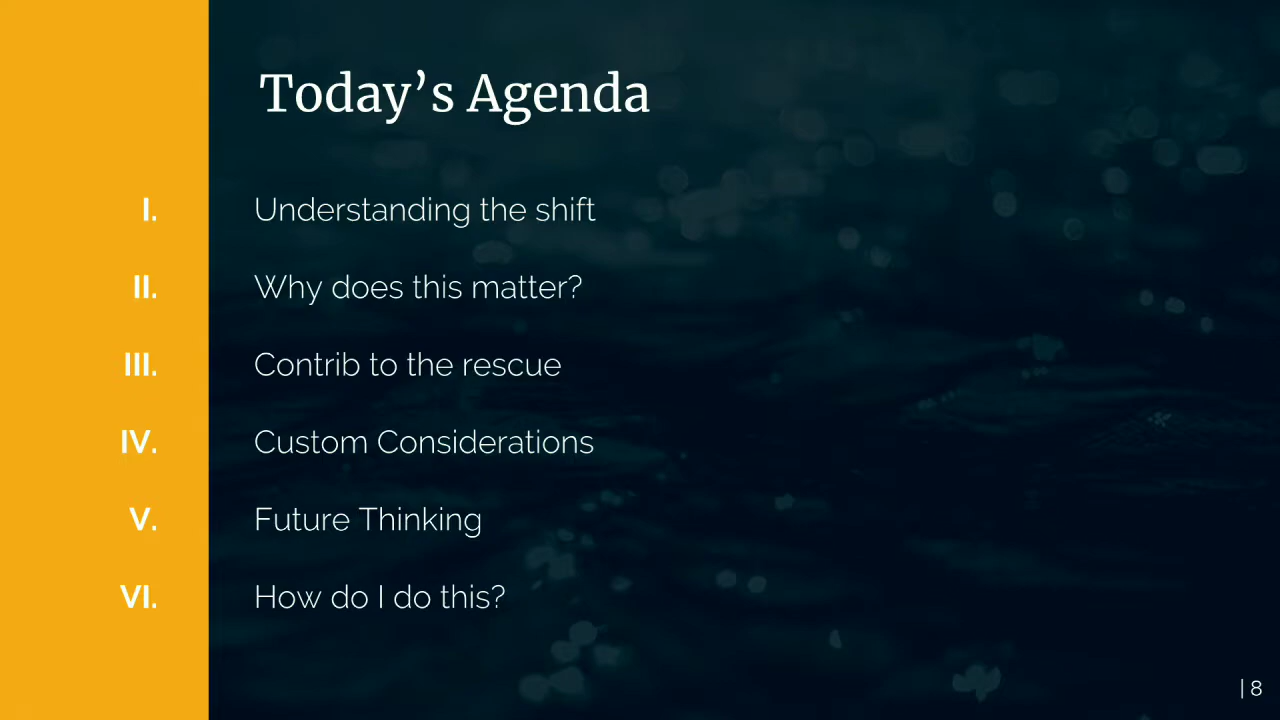 Today’s Agenda
I. Understanding the shift
II. Why does this matter?
III. Contrib to the rescue
IV. Custom Considerations
V. Future Thinking
VI. How do I do this?
| 8